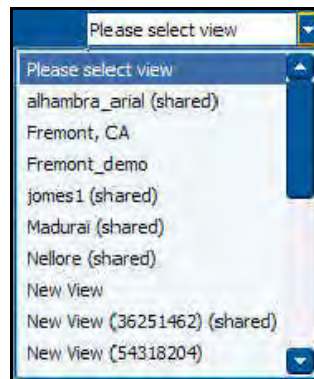 Please select view
Please select view
alhambra_arial (shared)
Fremont, CA
Fremont_demo
jomes1 (shared)
Madurai (shared)
Nellore (shared)
New View
New View (36251462) (shared)
New View (54318204)